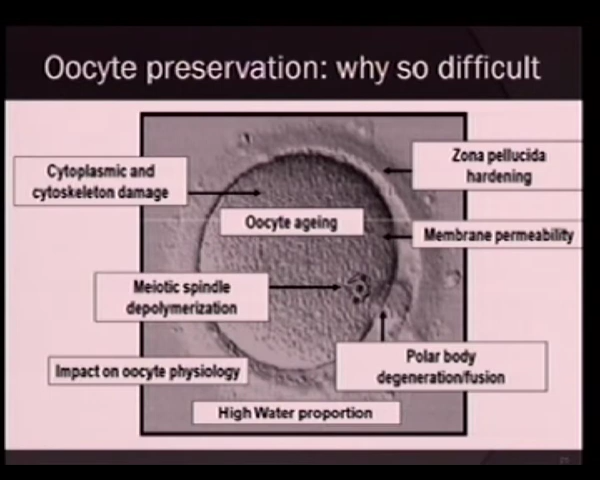 Oocyte preservation: why so difficult
Cytoplasmic and
cytoskeleton damage
Zona pellucida
hardening
Oocyte ageing
Membrane permeability
Meiotic spindle
depolymerization
Polar body
degeneration/fusion
Impact on oocyte physiology
High Water proportion